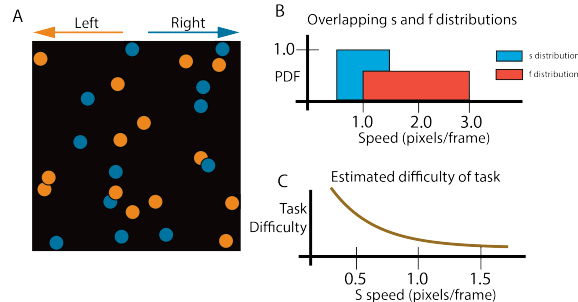 A
Left
Right
B
Overlapping s and f distributions
1.0
PDF
s distribution
f distribution
1.0
2.0
3.0
Speed (pixels/frame)
C
Estimated difficulty of task
Task
Difficulty
0.5
1.0
1.5
S speed (pixels/frame)